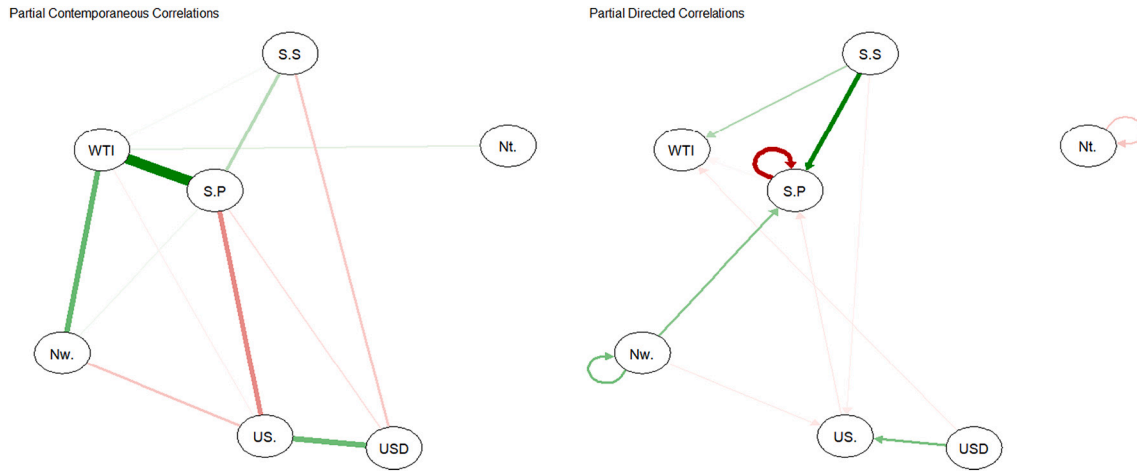 Partial Contemporaneous Correlations
S.S
WTI
Nt.
S.P
Nw.
US.
USD
Partial Directed Correlations
S.S
WTI
Nt.
S.P
Nw.
US.
USD